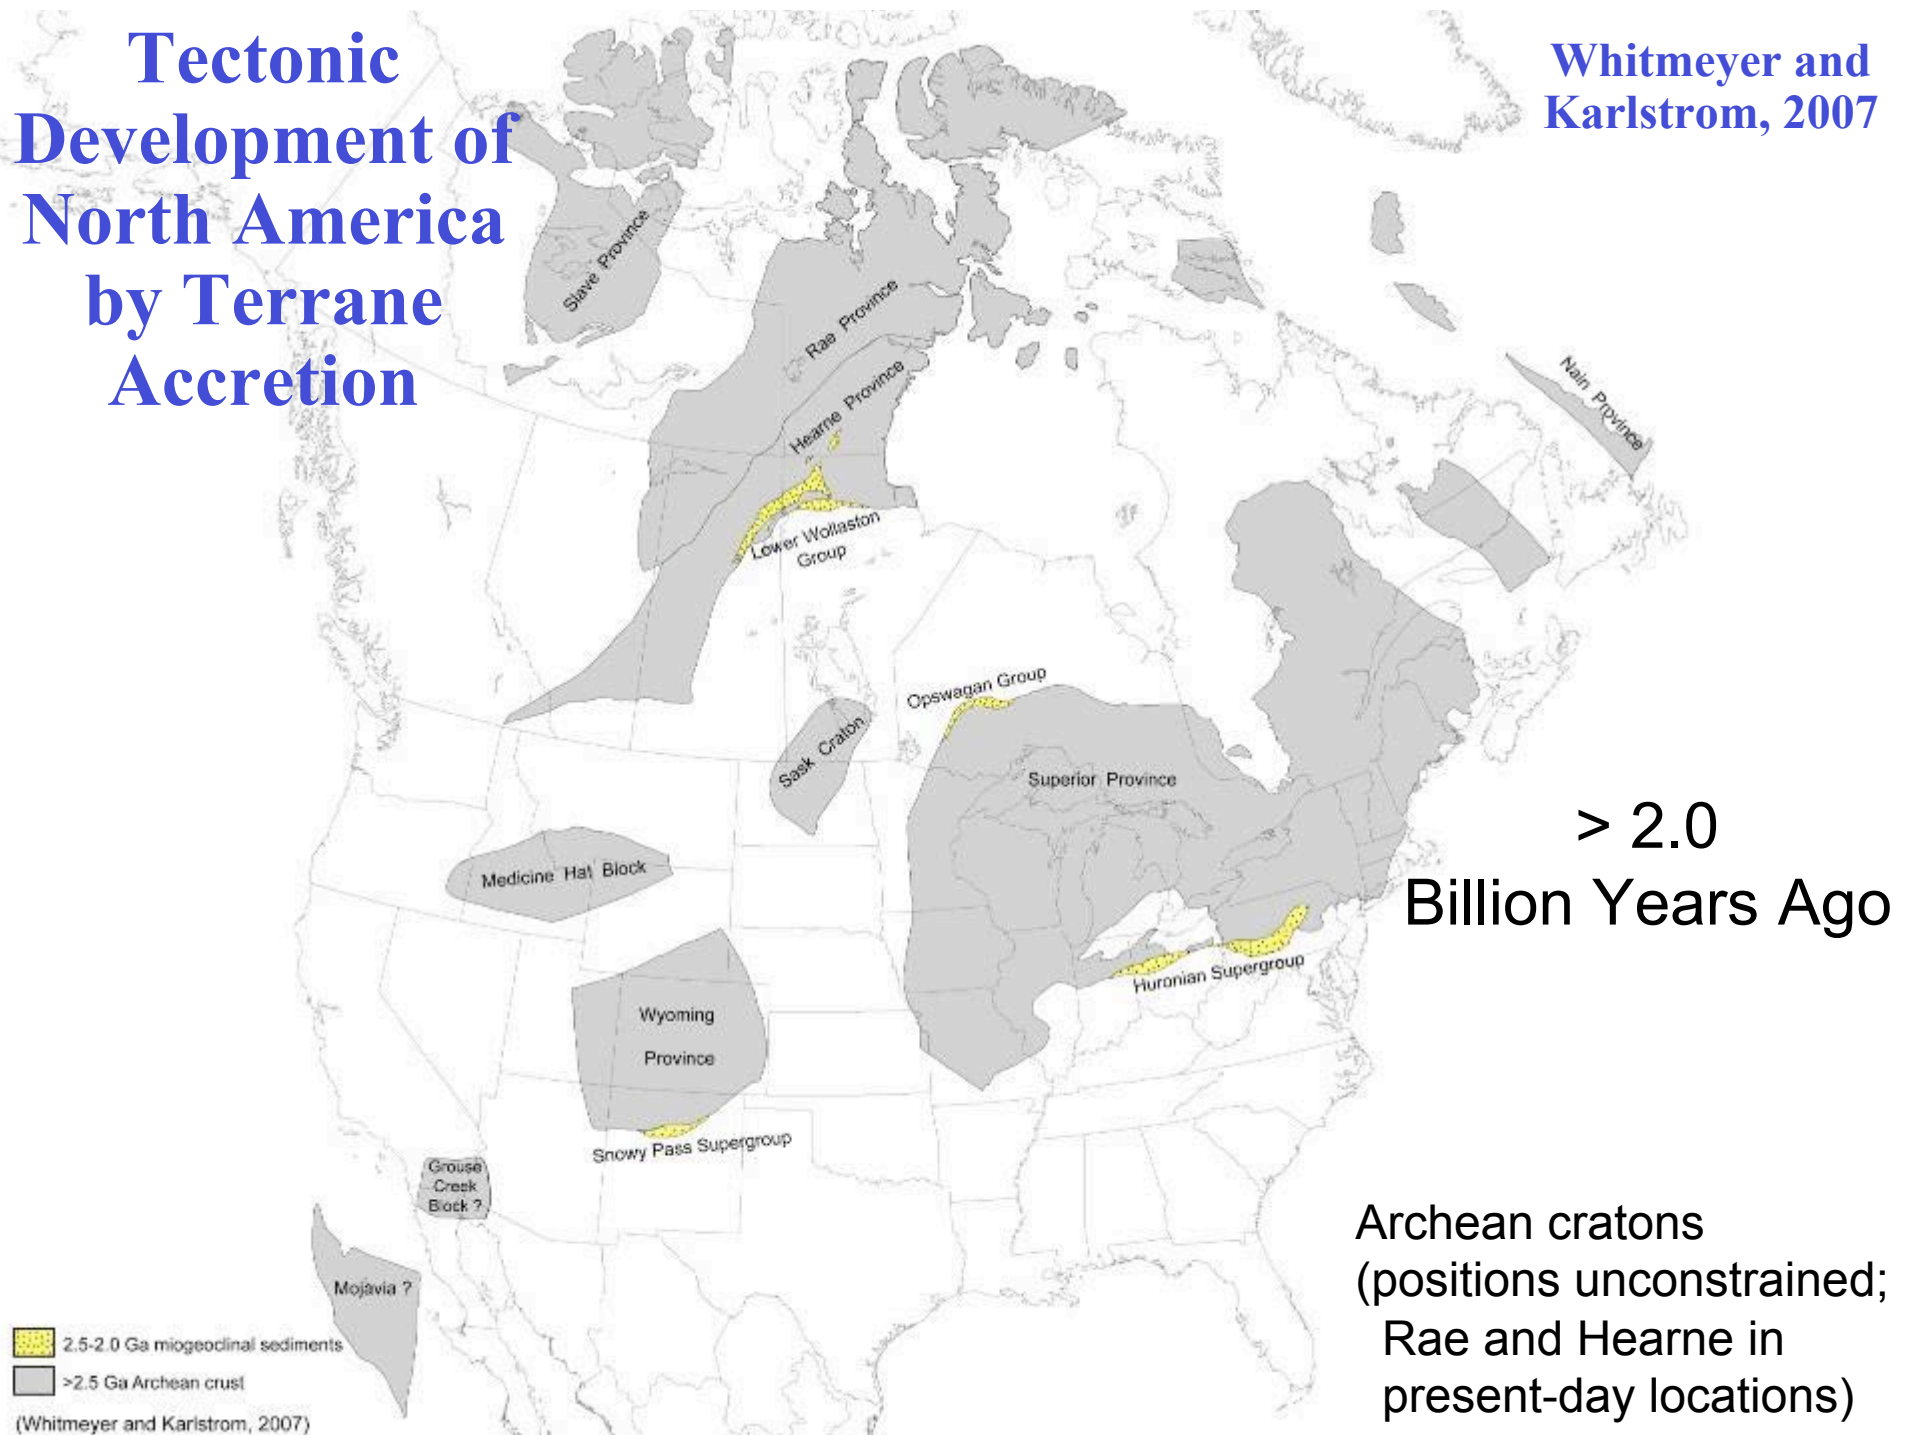 Tectonic
Development of
North America
by Terrane
Accretion
Whitmeyer and
Karlstrom, 2007
Slave Province
Rae Province
Hearne Province
Nain Province
Lower Wollaston
Group
Opswagan Group
Sask Craton
Superior Province
> 2.0
Billion Years Ago
Medicine Hat Block
Huronian Supergroup
Wyoming
Province
Snowy Pass Supergroup
Grouse
Creek
Block ?
Mojavia ?
Archean cratons
(positions unconstrained;
Rae and Hearne in
present-day locations)
2.5-2.0 Ga miogeoclinal sediments
>2.5 Ga Archean crust
(Whitmeyer and Karlstrom, 2007)